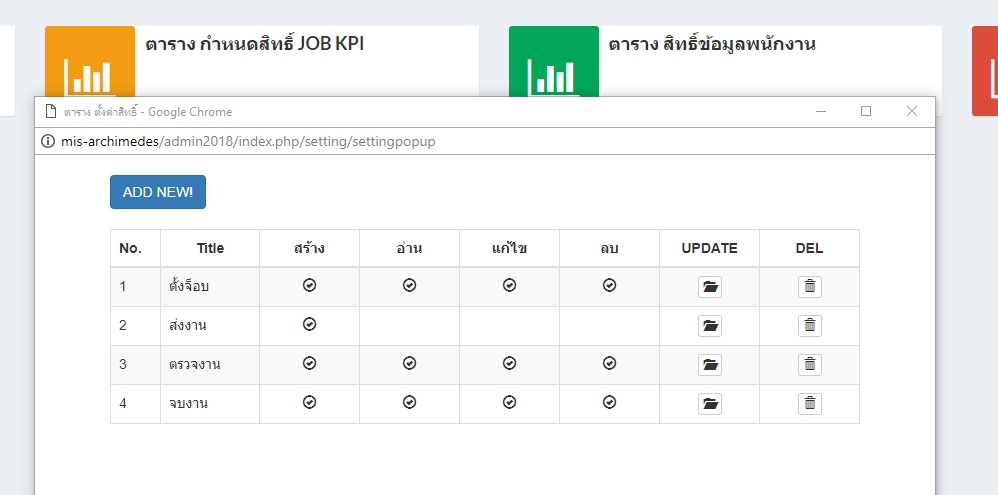 ตาราง กำหนดสิทธิ์ JOB KPI
ตาราง สิทธิ์ข้อมูลพนักงาน
ตาราง ตั้งค่าสิทธิ์ - Google Chrome
mis-archimedes/admin2018/index.php/setting/settingpopup
ADD NEW!
No. Title สร้าง อ่าน แก้ไข ลบ UPDATE DEL
1 ตั้งจ็อบ
2 ส่งงาน
3 ตรวจงาน
4 จบงาน